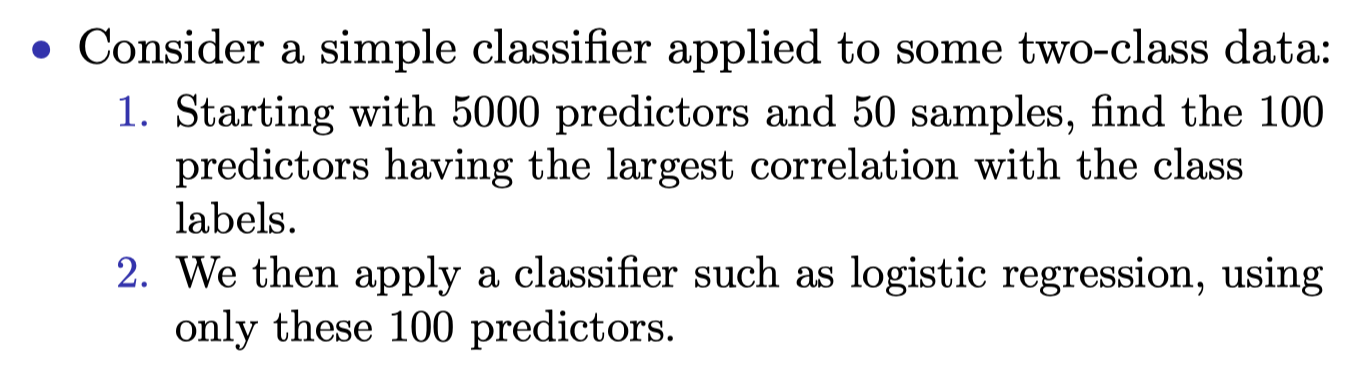 • Consider a simple classifier applied to some two-class data:
1. Starting with 5000 predictors and 50 samples, find the 100
predictors having the largest correlation with the class
labels.
2. We then apply a classifier such as logistic regression, using
only these 100 predictors.